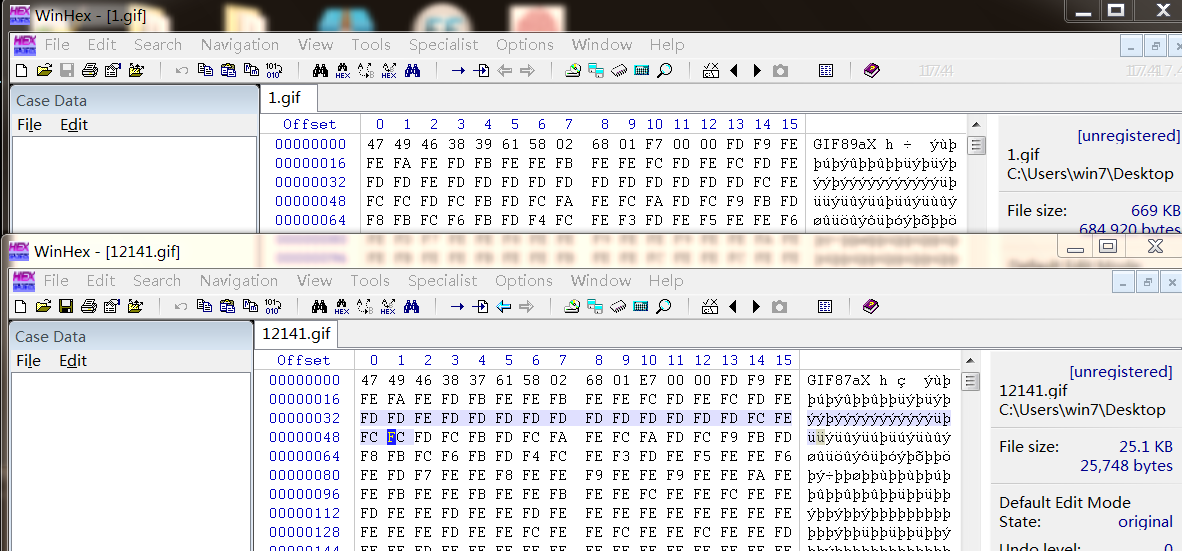 WinHex - [1.gif]
File Edit Search Navigation View Tools Specialist Options Window Help
Case Data
File Edit
1.gif
Offset 0 1 2 3 4 5 6 7 8 9 10 11 12 13 14 15
00000000 47 49 46 38 39 61 58 02 68 01 F7 00 00 FD F9 FE GIF89aX h ÷ ýùþ
00000016 FE FA FE FD FB FE FE FB FE FE FC FD FE FC FD FE þúþýûþþûþþüýþüýþ
00000032 FD FD FE FD FD FD FD FD FD FD FD FD FD FD FC FE ýýþýýýýýýýýýýýüþ
00000048 FC FC FD FC FB FD FC FA FE FC FA FD FC F9 FB FD üüýüûýüúþüúýüùûý
00000064 F8 FB FC F6 FB FD F4 FC FE F3 FD FE F5 FE FE F6 øûüöûýôüþóýþõþþö
[unregistered]
1.gif
C:\Users\win7\Desktop
File size: 669 KB
684,920 bytes
WinHex - [12141.gif]
File Edit Search Navigation View Tools Specialist Options Window Help
Case Data
File Edit
12141.gif
Offset 0 1 2 3 4 5 6 7 8 9 10 11 12 13 14 15
00000000 47 49 46 38 37 61 58 02 68 01 E7 00 00 FD F9 FE GIF87aX h ç ýùþ
00000016 FE FA FE FD FB FE FE FB FE FE FC FD FE FC FD FE þúþýûþþûþþüýþüýþ
00000032 FD FD FE FD FD FD FD FD FD FD FD FD FD FD FC FE ýýþýýýýýýýýýýýüþ
00000048 FC FC FD FC FB FD FC FA FE FC FA FD FC F9 FB FD üüýüûýüúþüúýüùûý
00000064 F8 FB FC F6 FB FD F4 FC FE F3 FD FE F5 FE FE F6 øûüöûýôüþóýþõþþö
00000080 FE FD F7 FE FE F8 FE FE F9 FE FE F9 FE FE FA FE þý÷þþøþþùþþùþþúþ
00000096 FE FB FE FE FB FE FE FB FE FE FC FE FE FC FE FE þûþþûþþûþþüþþüþþ
00000112 FD FE FE FD FE FE FD FE FE FD FE FE FD FE FE FD ýþþýþþýþþýþþýþþý
00000128 FE FE FE FD FE FE FC FE FE FC FE FE FC FE FE FD þþþýþþüþþüþþüþþý
[unregistered]
12141.gif
C:\Users\win7\Desktop
File size: 25.1 KB
25,748 bytes
Default Edit Mode
State: original
Undo level: 0